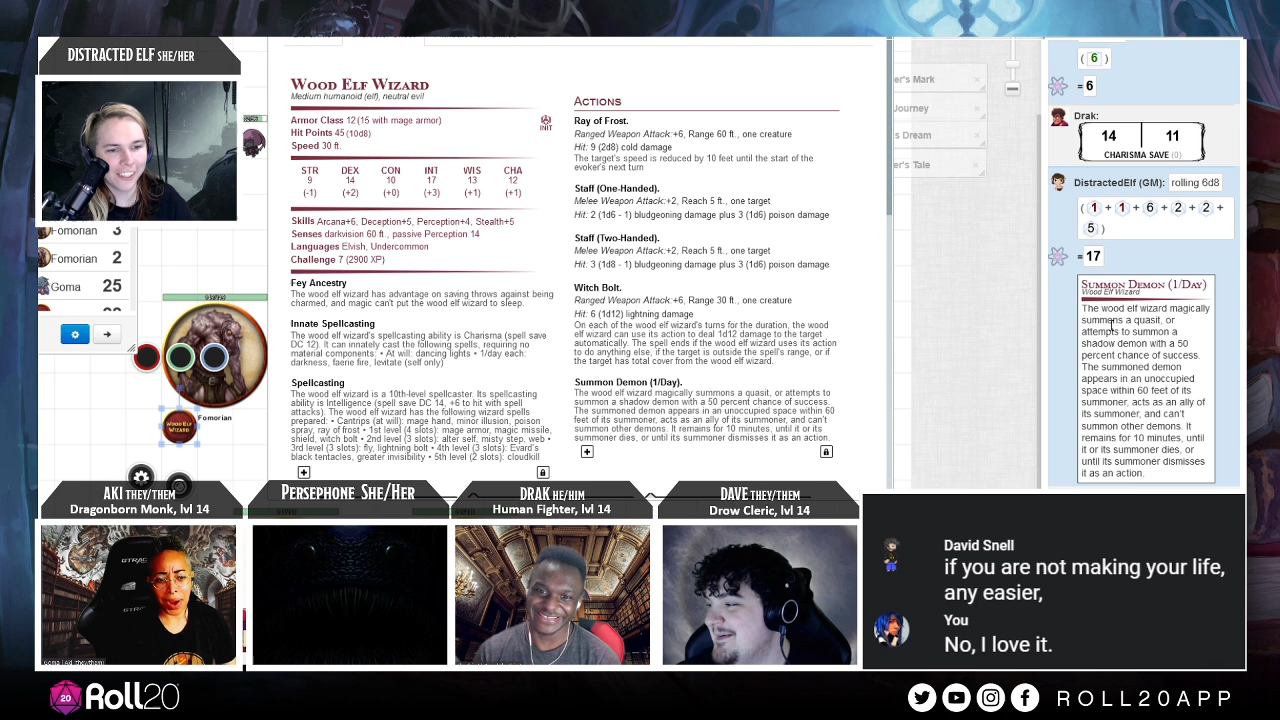 DISTRACTED ELF SHE/HER
Fomorian 3
Fomorian 2
Goma 25
Fomorian
WOOD ELF WIZARD
WOOD ELF WIZARD
Medium humanoid (elf), neutral evil
Armor Class 12 (15 with mage armor)
Hit Points 45 (10d8)
Speed 30 ft.
INIT
STR DEX CON INT WIS CHA
9 14 10 17 13 12
(-1) (+2) (+0) (+3) (+1) (+1)
Skills Arcana+6, Deception+5, Perception+4, Stealth+5
Senses darkvision 60 ft., passive Perception 14
Languages Elvish, Undercommon
Challenge 7 (2900 XP)
Fey Ancestry
The wood elf wizard has advantage on saving throws against being
charmed, and magic can't put the wood elf wizard to sleep.
Innate Spellcasting
The wood elf wizard's spellcasting ability is Charisma (spell save
DC 12). It can innately cast the following spells, requiring no
material components: • At will: dancing lights • 1/day each:
darkness, faerie fire, levitate (self only)
Spellcasting
The wood elf wizard is a 10th-level spellcaster. Its spellcasting
ability is Intelligence (spell save DC 14, +6 to hit with spell
attacks). The wood elf wizard has the following wizard spells
prepared: • Cantrips (at will): mage hand, minor illusion, poison
spray, ray of frost • 1st level (4 slots): mage armor, magic missile,
shield, witch bolt • 2nd level (3 slots): alter self, misty step, web •
3rd level (3 slots): fly, lightning bolt • 4th level (3 slots): Evard's
black tentacles, greater invisibility • 5th level (2 slots): cloudkill
ACTIONS
Ray of Frost.
Ranged Weapon Attack:+6, Range 60 ft., one creature
Hit: 9 (2d8) cold damage
The target's speed is reduced by 10 feet until the start of the
evoker's next turn
Staff (One-Handed).
Melee Weapon Attack:+2, Reach 5 ft., one target
Hit: 2 (1d6 - 1) bludgeoning damage plus 3 (1d6) poison damage
Staff (Two-Handed).
Melee Weapon Attack:+2, Reach 5 ft., one target
Hit: 3 (1d8 - 1) bludgeoning damage plus 3 (1d6) poison damage
Witch Bolt.
Ranged Weapon Attack:+6, Range 30 ft., one creature
Hit: 6 (1d12) lightning damage
On each of the wood elf wizard's turns for the duration, the wood
elf wizard can use its action to deal 1d12 damage to the target
automatically. The spell ends if the wood elf wizard uses its action
to do anything else, if the target is outside the spell's range, or if
the target has total cover from the wood elf wizard.
Summon Demon (1/Day).
The wood elf wizard magically summons a quasit, or attempts to
summon a shadow demon with a 50 percent chance of success.
The summoned demon appears in an unoccupied space within 60
feet of its summoner, acts as an ally of its summoner, and can't
summon other demons. It remains for 10 minutes, until it or its
summoner dies, or until its summoner dismisses it as an action.
er's Mark
Journey
's Dream
er's Tale
( 6 )
= 6
Drak:
14 11
CHARISMA SAVE (0)
DistractedElf (GM): rolling 6d8
( 1 + 1 + 6 + 2 + 2 +
5 )
= 17
SUMMON DEMON (1/DAY)
Wood Elf Wizard
The wood elf wizard magically
summons a quasit, or
attempts to summon a
shadow demon with a 50
percent chance of success.
The summoned demon
appears in an unoccupied
space within 60 feet of its
summoner, acts as an ally of
its summoner, and can't
summon other demons. It
remains for 10 minutes, until
it or its summoner dies, or
until its summoner dismisses
it as an action.
AKI THEY/THEM
Dragonborn Monk, lvl 14
PERSEPHONE SHE/HER
DRAK HE/HIM
Human Fighter, lvl 14
DAVE THEY/THEM
Drow Cleric, lvl 14
GTRAC
GTR
Goma | Aki (they/them)
David Snell
if you are not making your life,
any easier,
You
No, I love it.
20
Roll20
ROLL20APP